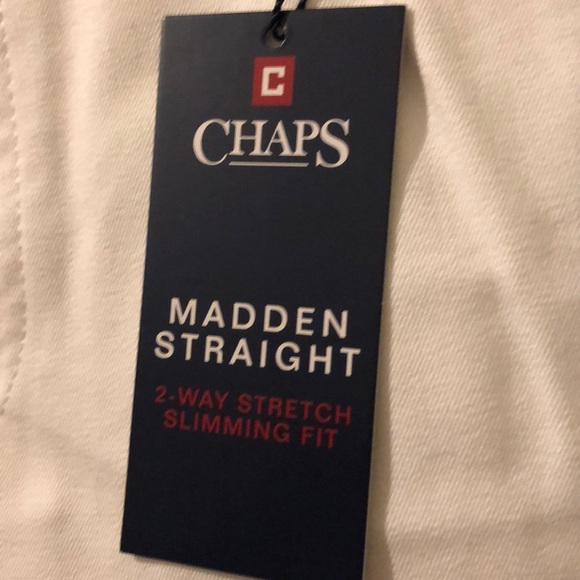 C
CHAPS
MADDEN
STRAIGHT
2-WAY STRETCH
SLIMMING FIT